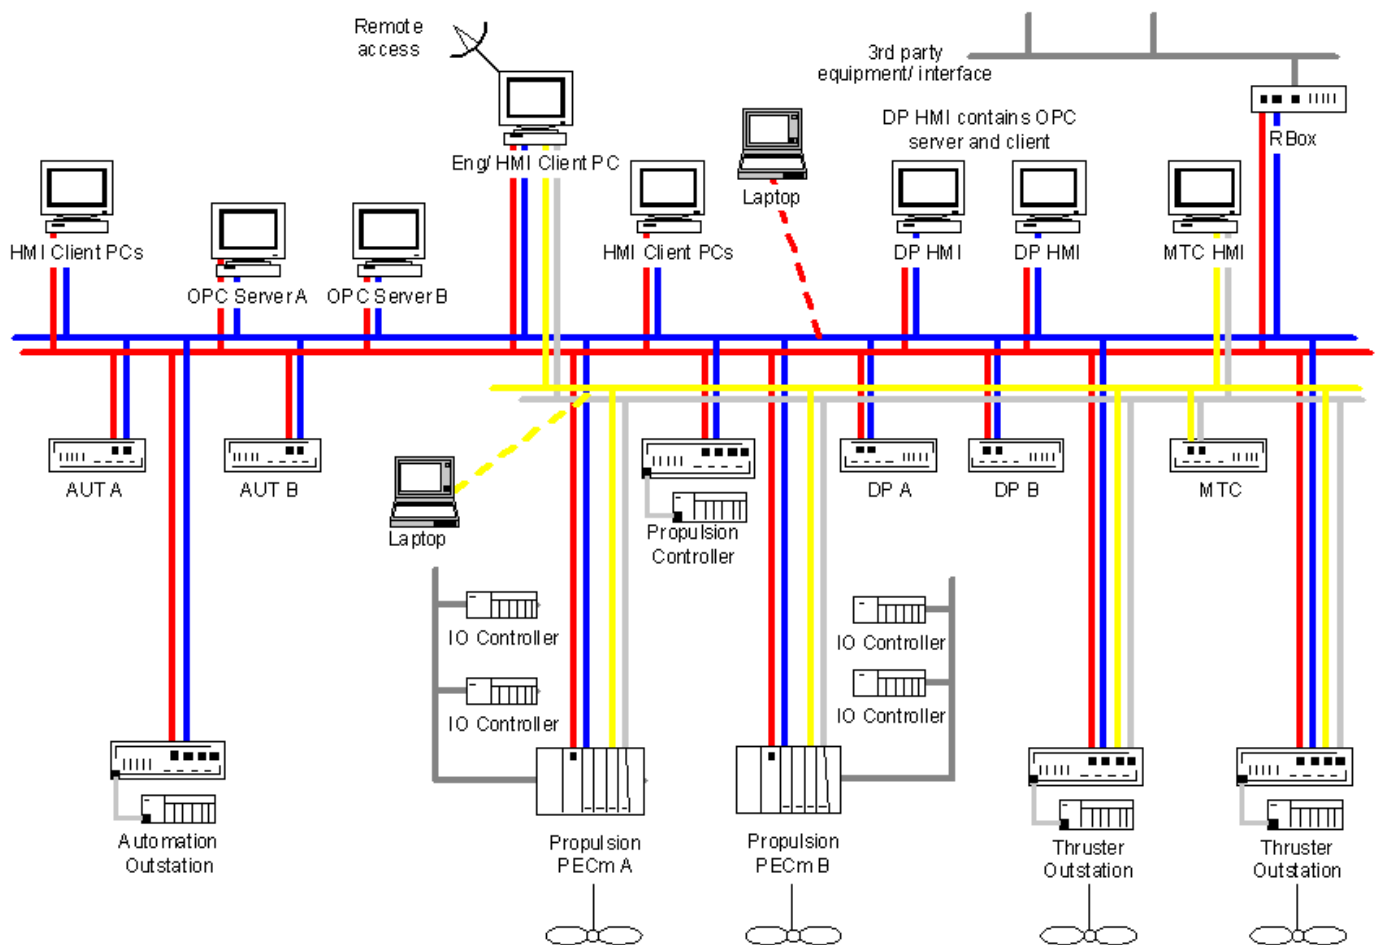 Remote
access
3rd party
equipment/ interface
DP HMI contains OPC
server and client
RBox
Eng/ HMI Client PC
Laptop
HMI Client PCs
HMI Client PCs
DP HMI
DP HMI
MTC HMI
OPC Server A
OPC Server B
AUT A
AUT B
DP A
DP B
MTC
Laptop
Propulsion
Controller
IO Controller
IO Controller
IO Controller
IO Controller
Automation
Outstation
Propulsion
PECm A
Propulsion
PECm B
Thruster
Outstation
Thruster
Outstation